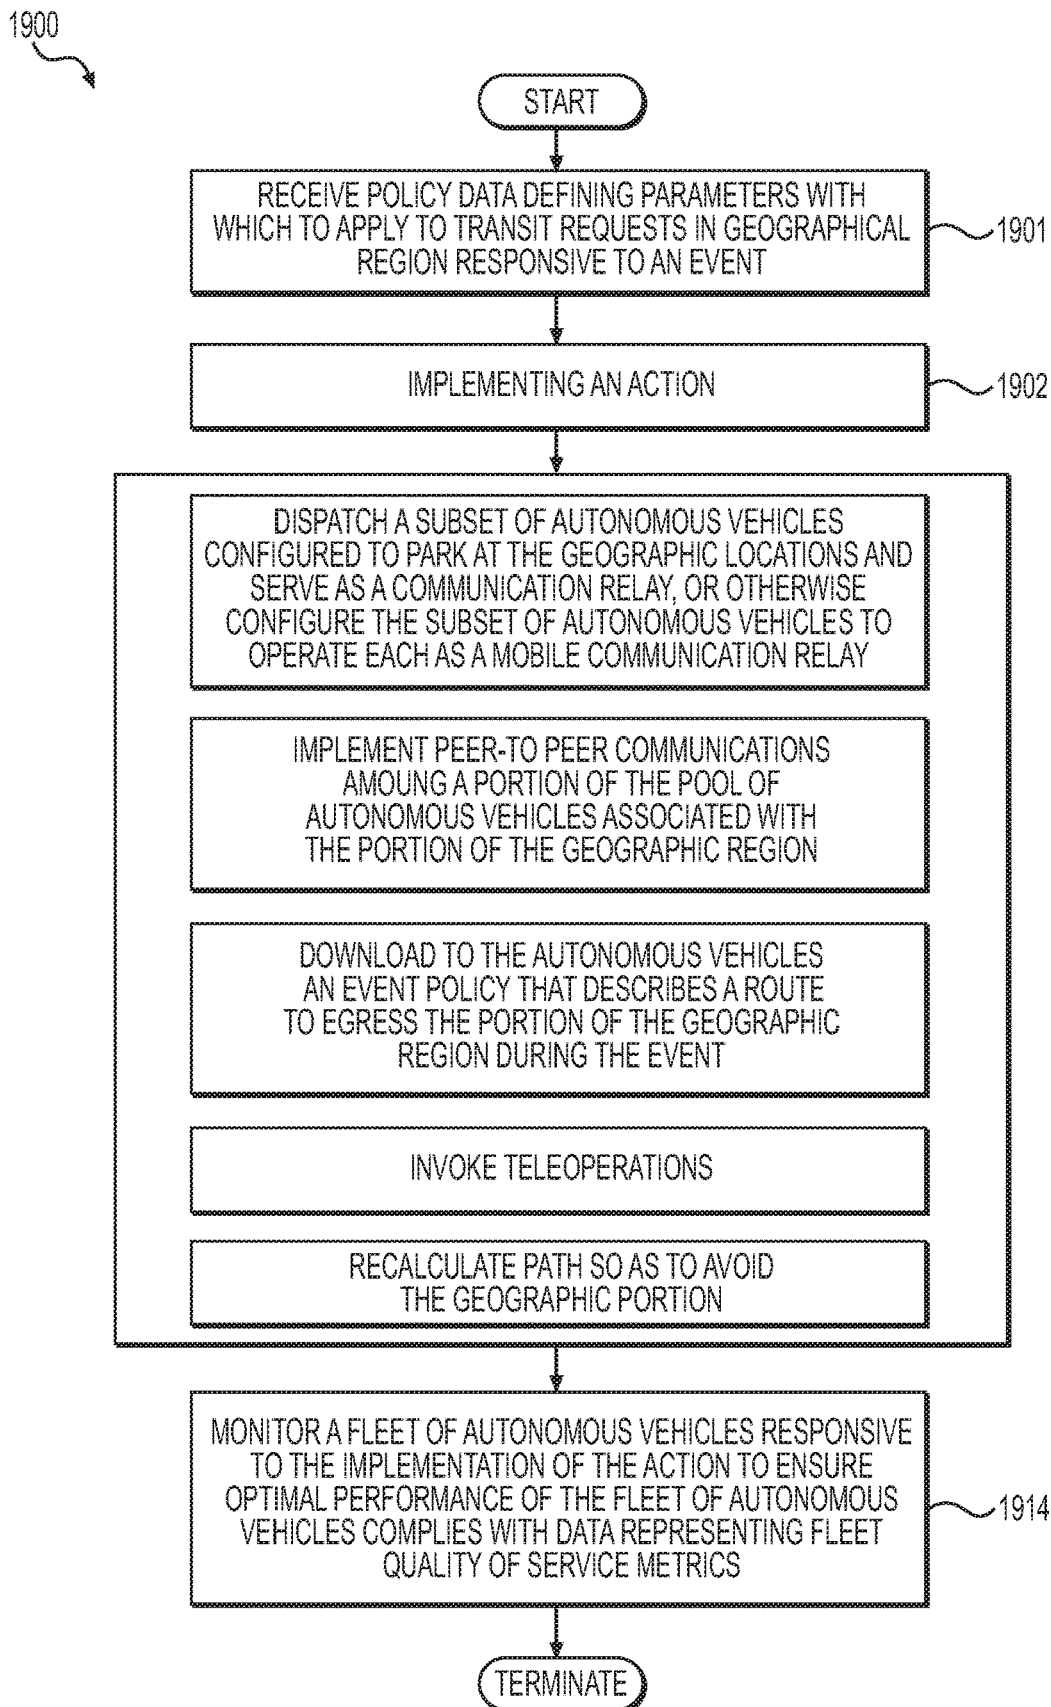 1900
START
RECEIVE POLICY DATA DEFINING PARAMETERS WITH
WHICH TO APPLY TO TRANSIT REQUESTS IN GEOGRAPHICAL
REGION RESPONSIVE TO AN EVENT
1901
IMPLEMENTING AN ACTION
1902
DISPATCH A SUBSET OF AUTONOMOUS VEHICLES
CONFIGURED TO PARK AT THE GEOGRAPHIC LOCATIONS AND
SERVE AS A COMMUNICATION RELAY, OR OTHERWISE
CONFIGURE THE SUBSET OF AUTONOMOUS VEHICLES TO
OPERATE EACH AS A MOBILE COMMUNICATION RELAY
IMPLEMENT PEER-TO PEER COMMUNICATIONS
AMOUNG A PORTION OF THE POOL OF
AUTONOMOUS VEHICLES ASSOCIATED WITH
THE PORTION OF THE GEOGRAPHIC REGION
DOWNLOAD TO THE AUTONOMOUS VEHICLES
AN EVENT POLICY THAT DESCRIBES A ROUTE
TO EGRESS THE PORTION OF THE GEOGRAPHIC
REGION DURING THE EVENT
INVOKE TELEOPERATIONS
RECALCULATE PATH SO AS TO AVOID
THE GEOGRAPHIC PORTION
MONITOR A FLEET OF AUTONOMOUS VEHICLES RESPONSIVE
TO THE IMPLEMENTATION OF THE ACTION TO ENSURE
OPTIMAL PERFORMANCE OF THE FLEET OF AUTONOMOUS
VEHICLES COMPLIES WITH DATA REPRESENTING FLEET
QUALITY OF SERVICE METRICS
1914
TERMINATE